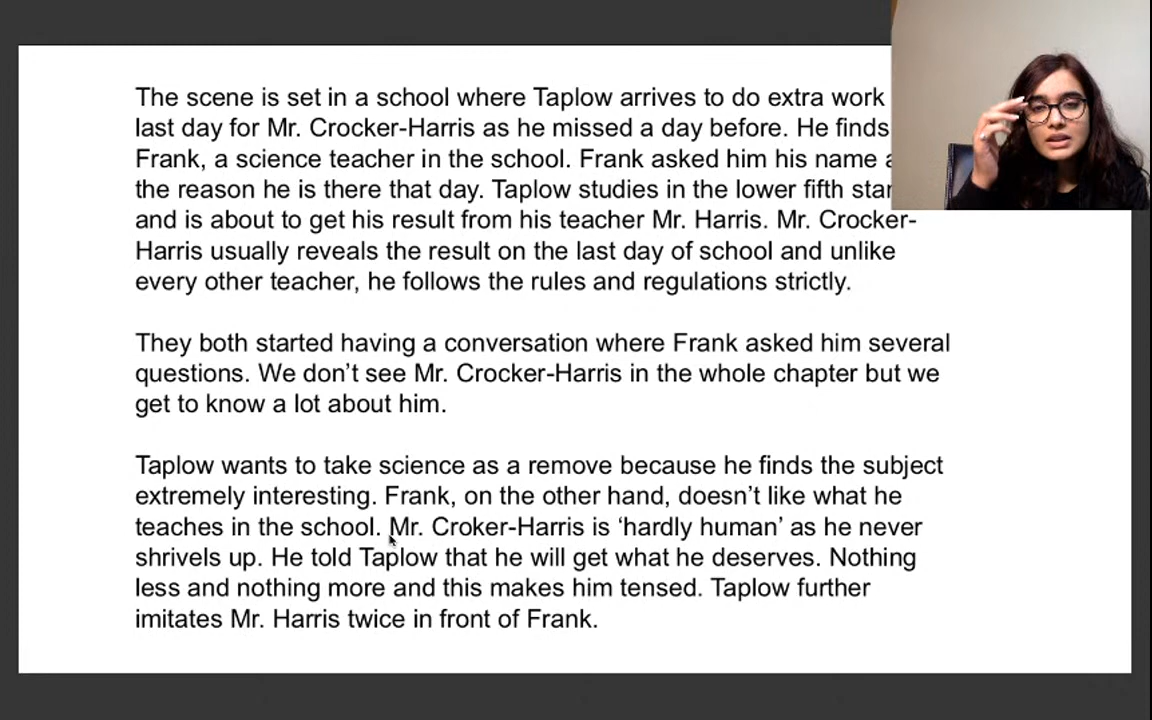 The scene is set in a school where Taplow arrives to do extra work
last day for Mr. Crocker-Harris as he missed a day before. He finds
Frank, a science teacher in the school. Frank asked him his name
the reason he is there that day. Taplow studies in the lower fifth
and is about to get his result from his teacher Mr. Harris. Mr. Crocker-
Harris usually reveals the result on the last day of school and unlike
every other teacher, he follows the rules and regulations strictly.
They both started having a conversation where Frank asked him several
questions. We don’t see Mr. Crocker-Harris in the whole chapter but we
get to know a lot about him.
Taplow wants to take science as a remove because he finds the subject
extremely interesting. Frank, on the other hand, doesn’t like what he
teaches in the school. Mr. Croker-Harris is ‘hardly human’ as he never
shrivels up. He told Taplow that he will get what he deserves. Nothing
less and nothing more and this makes him tensed. Taplow further
imitates Mr. Harris twice in front of Frank.